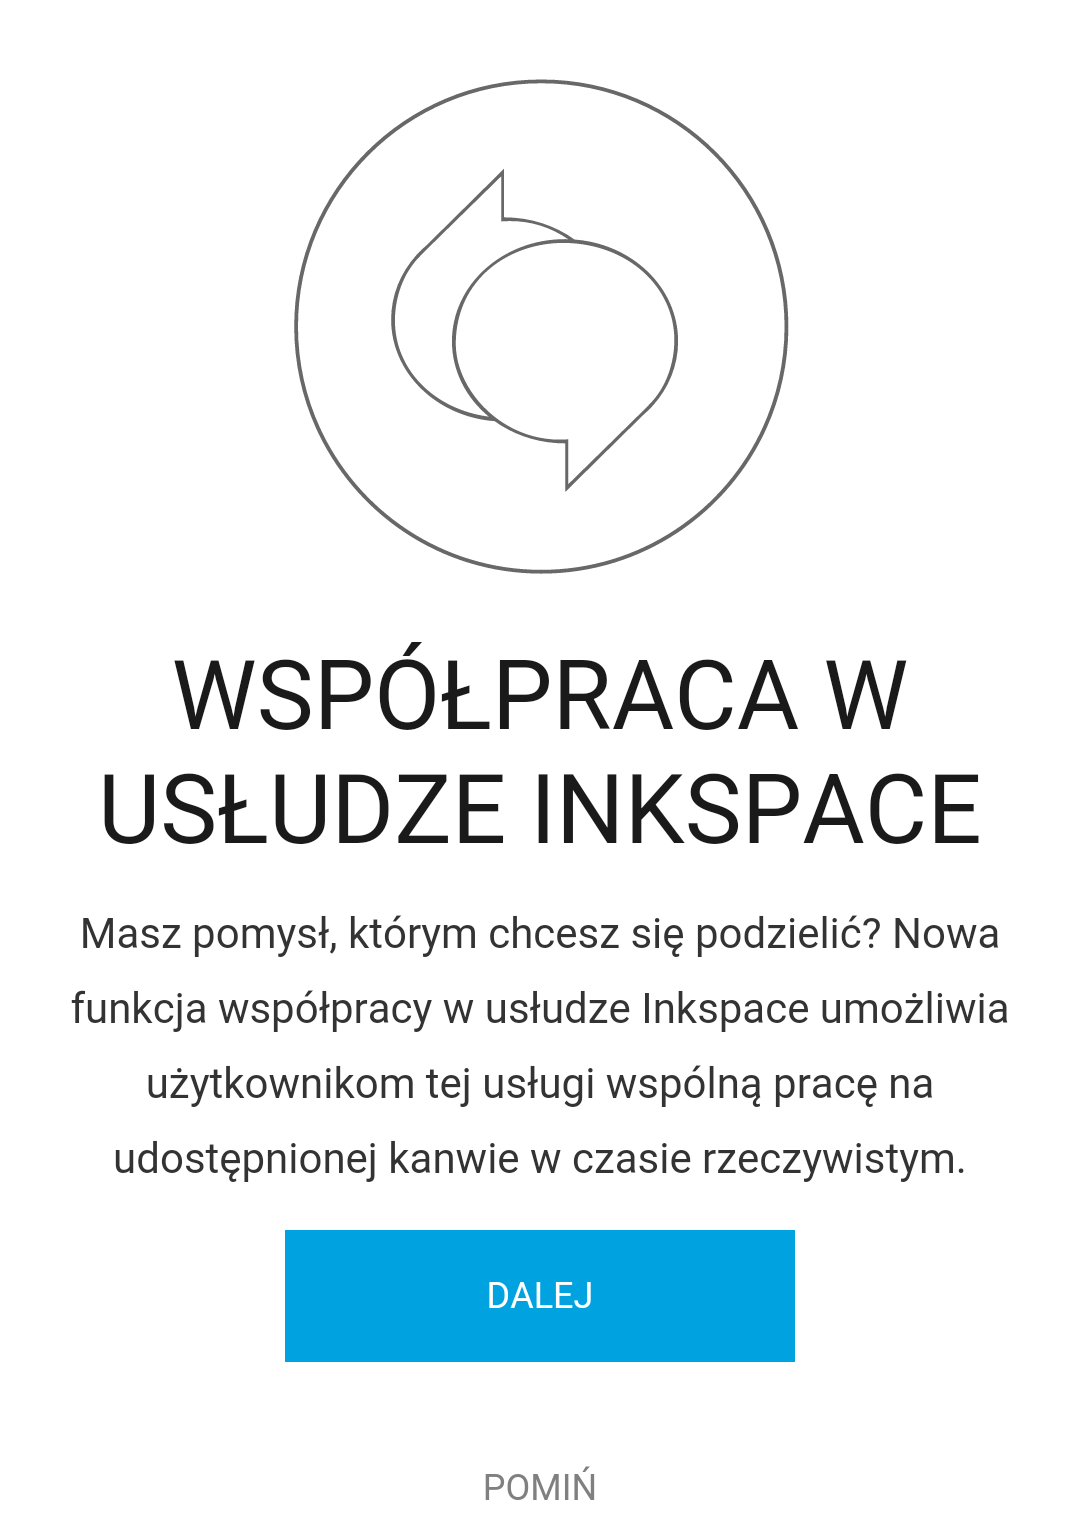 WSPÓŁPRACA W
USŁUDZE INKSPACE
Masz pomysł, którym chcesz się podzielić? Nowa
funkcja współpracy w usłudze Inkspace umożliwia
użytkownikom tej usługi wspólną pracę na
udostępnionej kanwie w czasie rzeczywistym.
DALEJ
POMIŃ